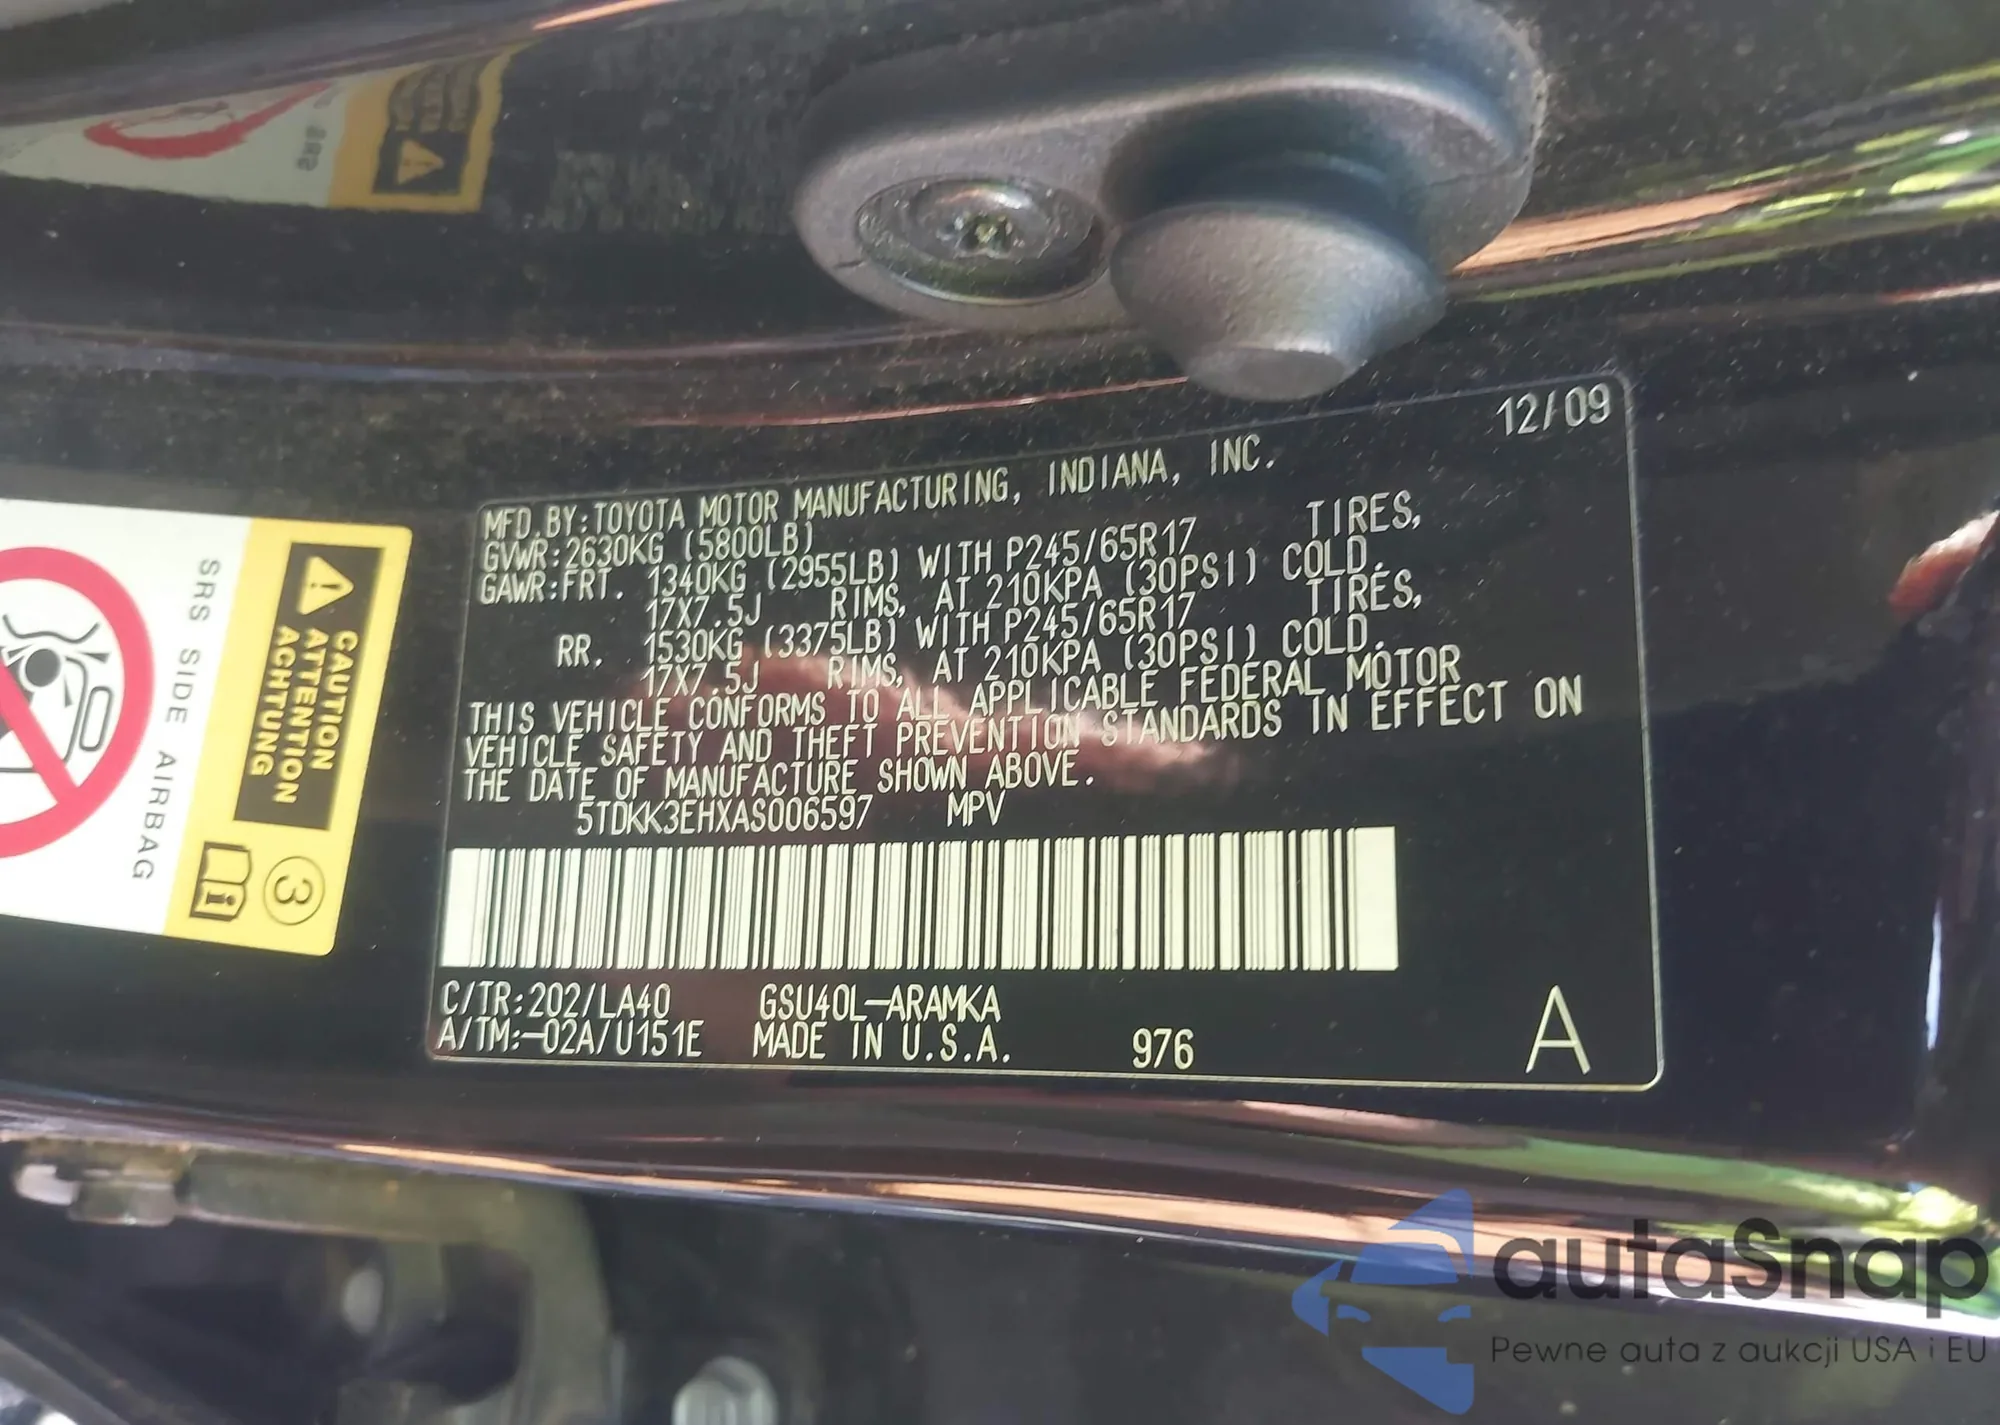 12/09
MFD.BY:TOYOTA MOTOR MANUFACTURING, INDIANA, INC.
GVWR:2630KG (5800LB)
GAWR:FRT. 1340KG (2955LB) WITH P245/65R17 TIRES,
17X7.5J RIMS, AT 210KPA (30PSI) COLD.
RR. 1530KG (3375LB) WITH P245/65R17 TIRES,
17X7.5J RIMS, AT 210KPA (30PSI) COLD.
THIS VEHICLE CONFORMS TO ALL APPLICABLE FEDERAL MOTOR
VEHICLE SAFETY AND THEFT PREVENTION STANDARDS IN EFFECT ON
THE DATE OF MANUFACTURE SHOWN ABOVE.
5TDKK3EHXAS006597 MPV
C/TR:202/LA40 GSU40L-ARAMKA
A/TM:-02A/U151E MADE IN U.S.A. 976
A
CAUTION
ATTENTION
ACHTUNG
3
i
SRS SIDE AIRBAG
SRS
autaSnap
Pewne auta z aukcji USA i EU